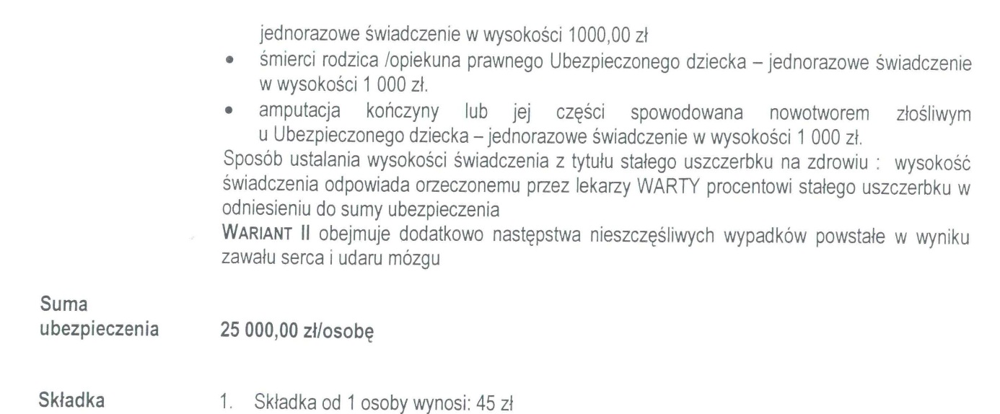 jednorazowe świadczenie w wysokości 1000,00 zł
• śmierci rodzica /opiekuna prawnego Ubezpieczonego dziecka – jednorazowe świadczenie
w wysokości 1 000 zł.
• amputacja kończyny lub jej części spowodowana nowotworem złośliwym
u Ubezpieczonego dziecka – jednorazowe świadczenie w wysokości 1 000 zł.
Sposób ustalania wysokości świadczenia z tytułu stałego uszczerbku na zdrowiu : wysokość
świadczenia odpowiada orzeczonemu przez lekarzy WARTY procentowi stałego uszczerbku w
odniesieniu do sumy ubezpieczenia
WARIANT II obejmuje dodatkowo następstwa nieszczęśliwych wypadków powstałe w wyniku
zawału serca i udaru mózgu
Suma
ubezpieczenia 25 000,00 zł/osobę
Składka 1. Składka od 1 osoby wynosi: 45 zł